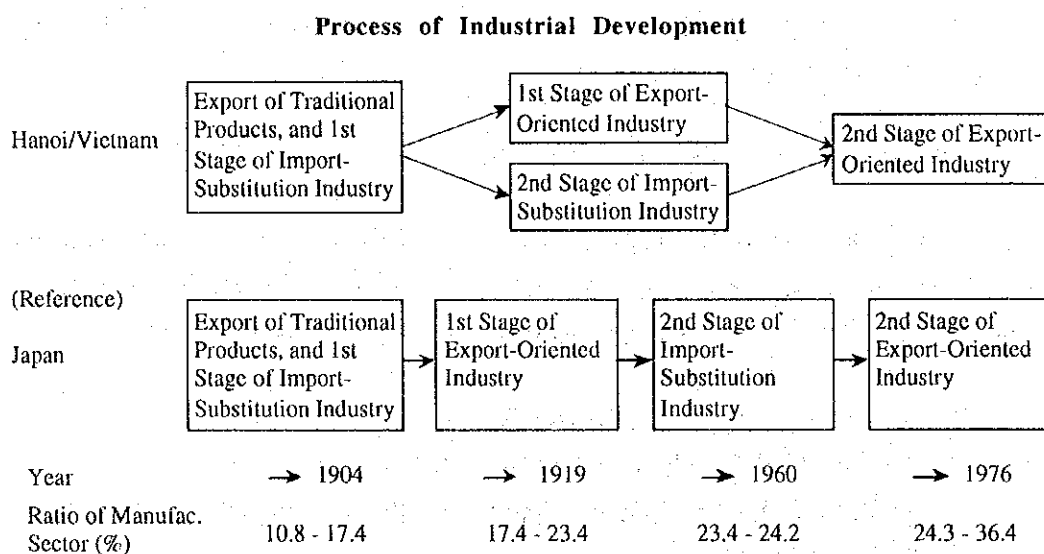 Process of Industrial Development
Hanoi/Vietnam
Export of Traditional
Products, and 1st
Stage of Import-
Substitution Industry
1st Stage of Export-
Oriented Industry
2nd Stage of Import-
Substitution Industry
2nd Stage of Export-
Oriented Industry
(Reference)
Japan
Export of Traditional
Products, and 1st
Stage of Import-
Substitution Industry
1st Stage of
Export-Oriented
Industry
2nd Stage of
Import-
Substitution
Industry
2nd Stage of
Export-Oriented
Industry
Year → 1904 → 1919 → 1960 → 1976
Ratio of Manufac.
Sector (%) 10.8 - 17.4 17.4 - 23.4 23.4 - 24.2 24.3 - 36.4